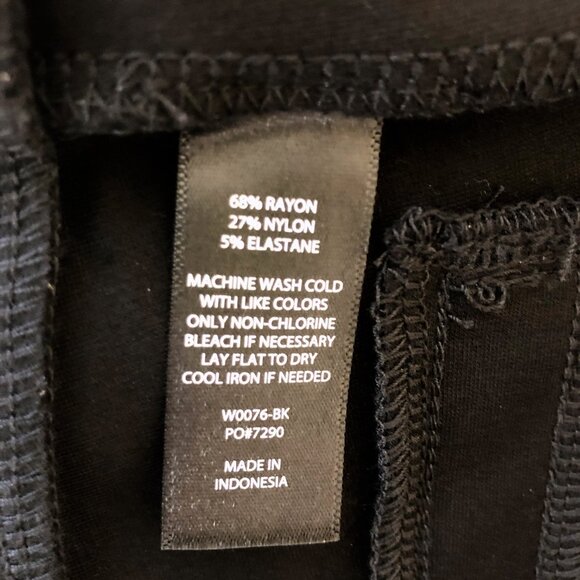 68% RAYON
27% NYLON
5% ELASTANE
MACHINE WASH COLD
WITH LIKE COLORS
ONLY NON-CHLORINE
BLEACH IF NECESSARY
LAY FLAT TO DRY
COOL IRON IF NEEDED
W0076-BK
PO#7290
MADE IN
INDONESIA